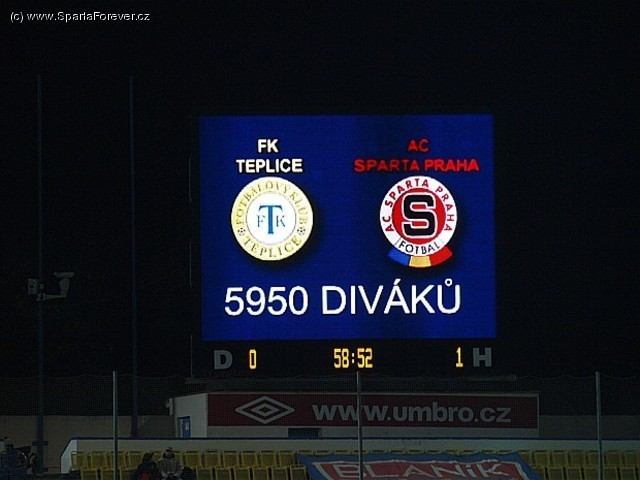 (c) www.SpartaForever.cz
FK
TEPLICE
AC
SPARTA PRAHA
FOTBALOVÝ KLUB
FTK
TEPLICE
AC SPARTA PRAHA
S
FOTBAL
5950 DIVÁKŮ
D 0 58:52 1 H
www.umbro.cz
BLANÍK